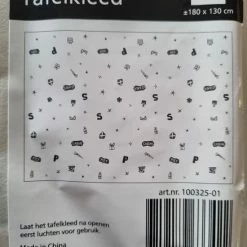 Tafelkleed
±180 x 130 cm
S
S
S
S
P
P
art.nr. 100325-01
Laat het tafelkleed na openen
eerst luchten voor gebruik.
Made in China